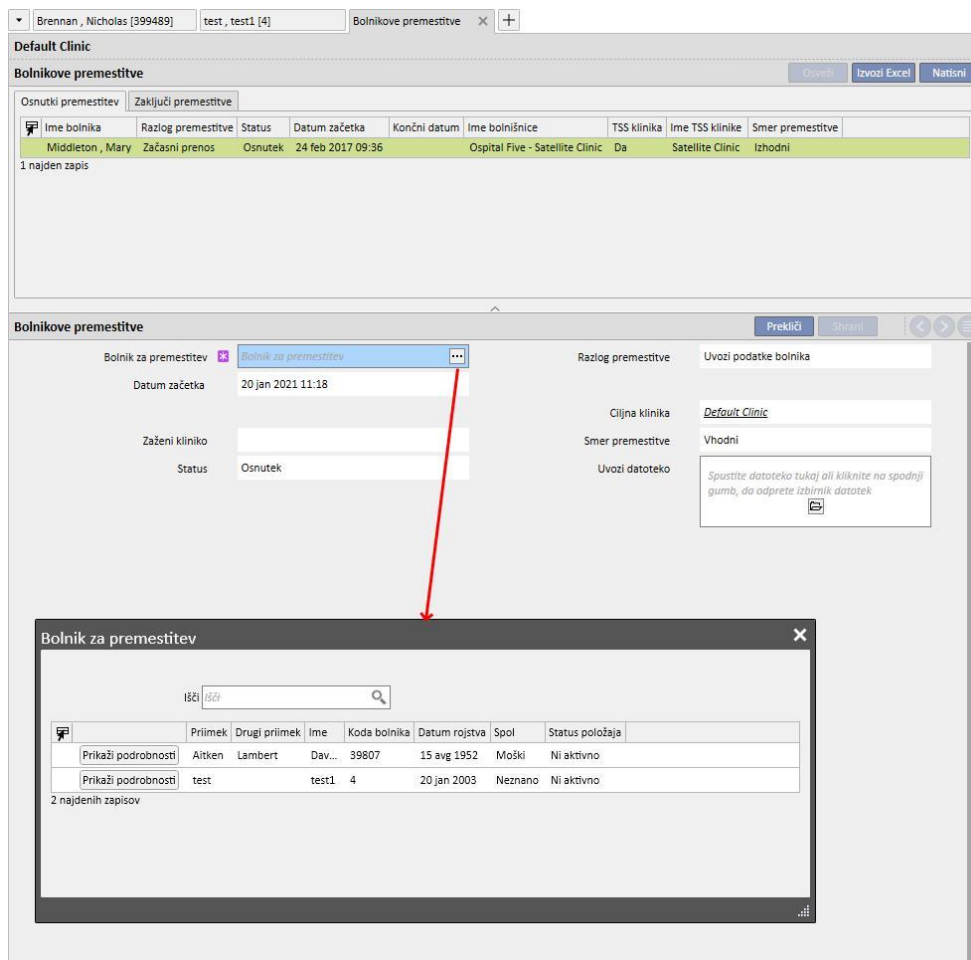 Brennan , Nicholas [399489] test , test1 [4] Bolnikove premestitve
Default Clinic
Bolnikove premestitve Osveži Izvozi Excel Natisni
Osnutki premestitev Zaključi premestitve
Ime bolnika Razlog premestitve Status Datum začetka Končni datum Ime bolnišnice TSS klinika Ime TSS klinike Smer premestitve
Middleton , Mary Začasni prenos Osnutek 24 feb 2017 09:36 Ospital Five - Satellite Clinic Da Satellite Clinic Izhodni
1 najden zapis
Bolnikove premestitve Prekliči Shrani
Bolnik za premestitev Bolnik za premestitev ... Razlog premestitve Uvozi podatke bolnika
Datum začetka 20 jan 2021 11:18
Ciljna klinika Default Clinic
Zaženi kliniko Smer premestitve Vhodni
Status Osnutek Uvozi datoteko
Spustite datoteko tukaj ali kliknite na spodnji
gumb, da odprete izbirnik datotek
Bolnik za premestitev
Išči Išči
Priimek Drugi priimek Ime Koda bolnika Datum rojstva Spol Status položaja
Prikaži podrobnosti Aitken Lambert Dav... 39807 15 avg 1952 Moški Ni aktivno
Prikaži podrobnosti test test1 4 20 jan 2003 Neznano Ni aktivno
2 najdenih zapisov